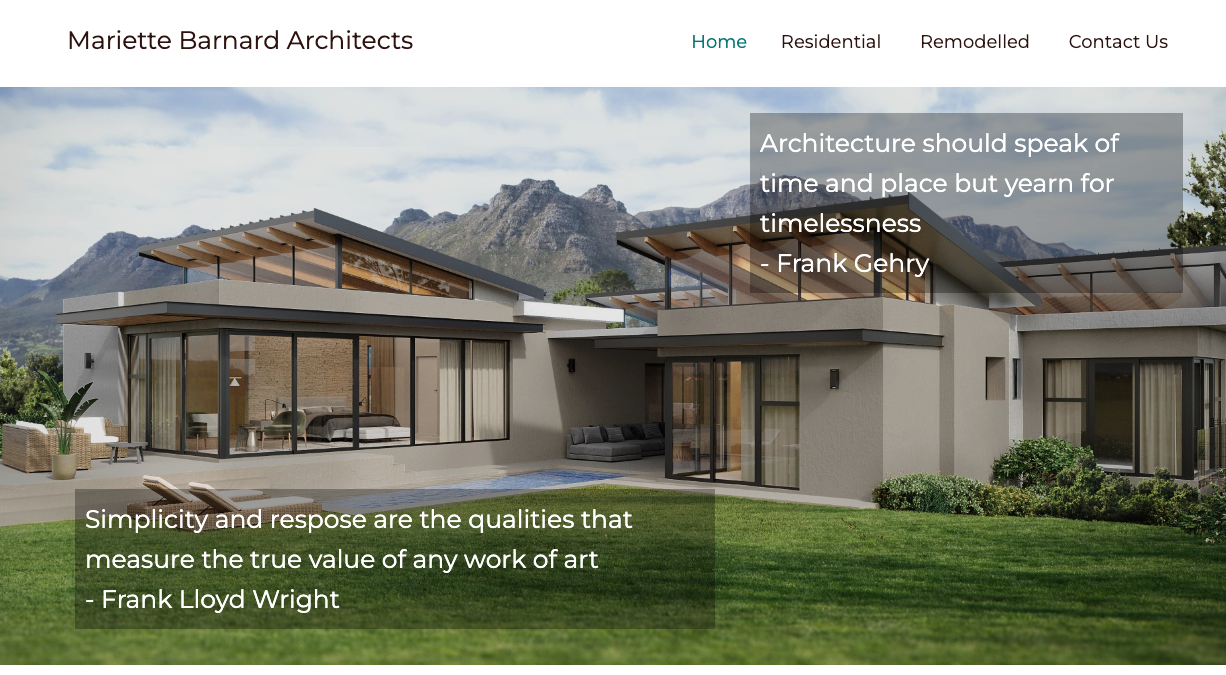 Mariette Barnard Architects
Home Residential Remodelled Contact Us
Architecture should speak of
time and place but yearn for
timelessness
- Frank Gehry
Simplicity and respose are the qualities that
measure the true value of any work of art
- Frank Lloyd Wright